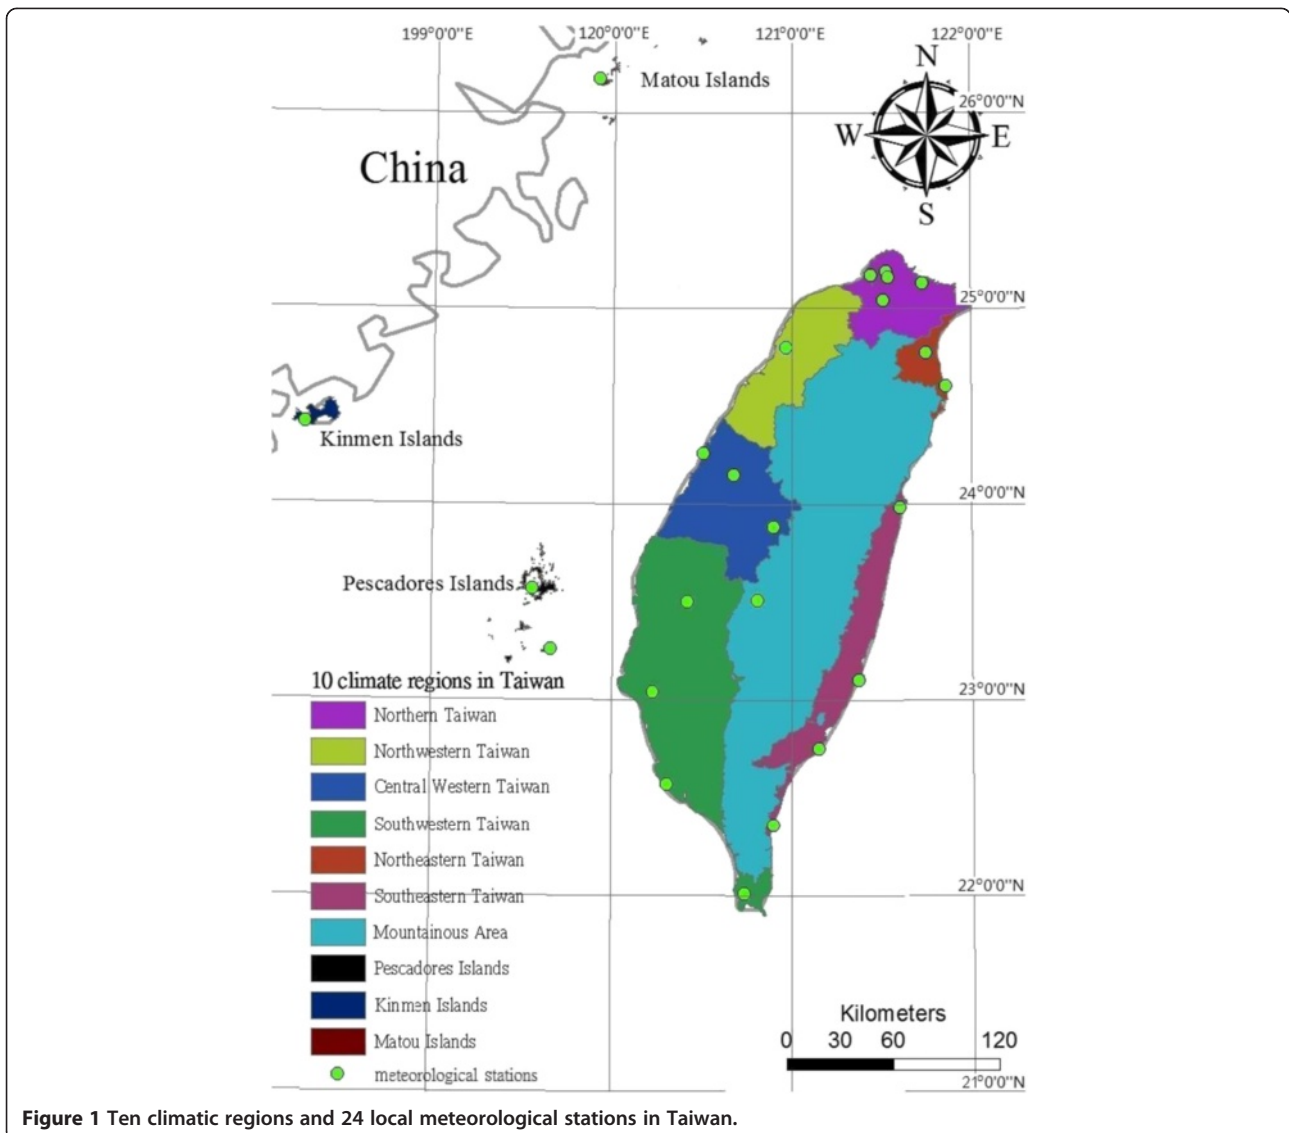 199°0'0"E 120°0'0"E 121°0'0"E 122°0'0"E
N
Matou Islands
26°0'0"N
W E
China
S
25°0'0"N
Kinmen Islands
24°0'0"N
Pescadores Islands
10 climate regions in Taiwan
23°0'0"N
Northern Taiwan
Northwestern Taiwan
Central Western Taiwan
Southwestern Taiwan
Northeastern Taiwan
22°0'0"N
Southeastern Taiwan
Mountainous Area
Pescadores Islands
Kinmen Islands
Matou Islands
meteorological stations
Kilometers
0 30 60 120
21°0'0"N
Figure 1 Ten climatic regions and 24 local meteorological stations in Taiwan.